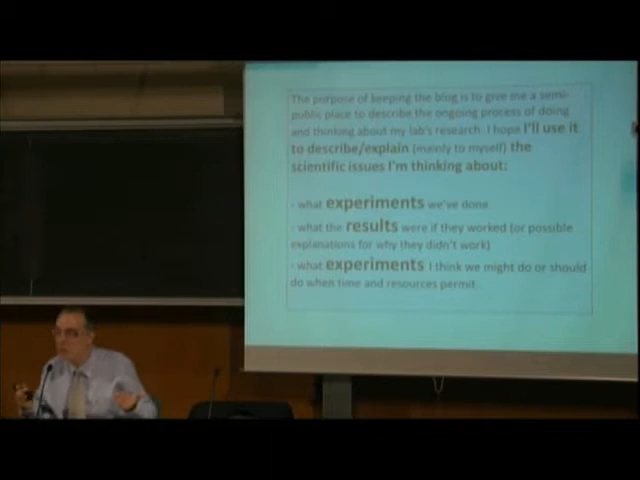 The purpose of keeping the blog is to give me a semi-
public place to describe the ongoing process of doing
and thinking about my lab's research. I hope I'll use it
to describe/explain (mainly to myself) the
scientific issues I'm thinking about:
- what experiments we've done
- what the results were if they worked (or possible
explanations for why they didn't work)
- what experiments I think we might do or should
do when time and resources permit.